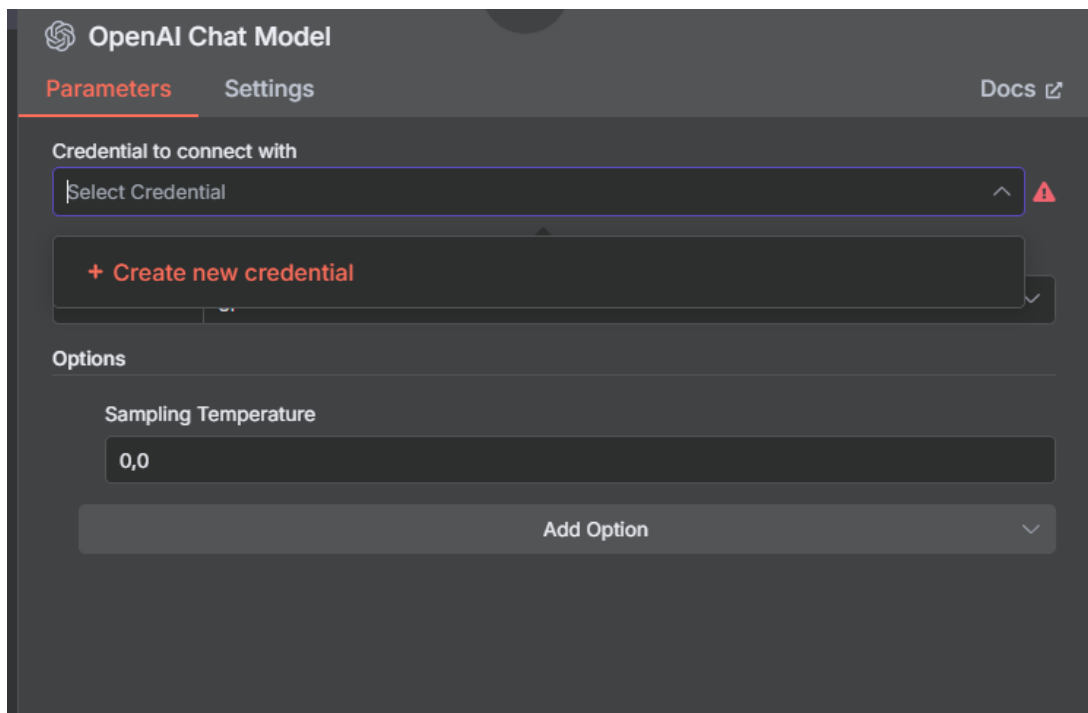 OpenAI Chat Model
Parameters Settings Docs
Credential to connect with
Select Credential
+ Create new credential
Options
Sampling Temperature
0,0
Add Option